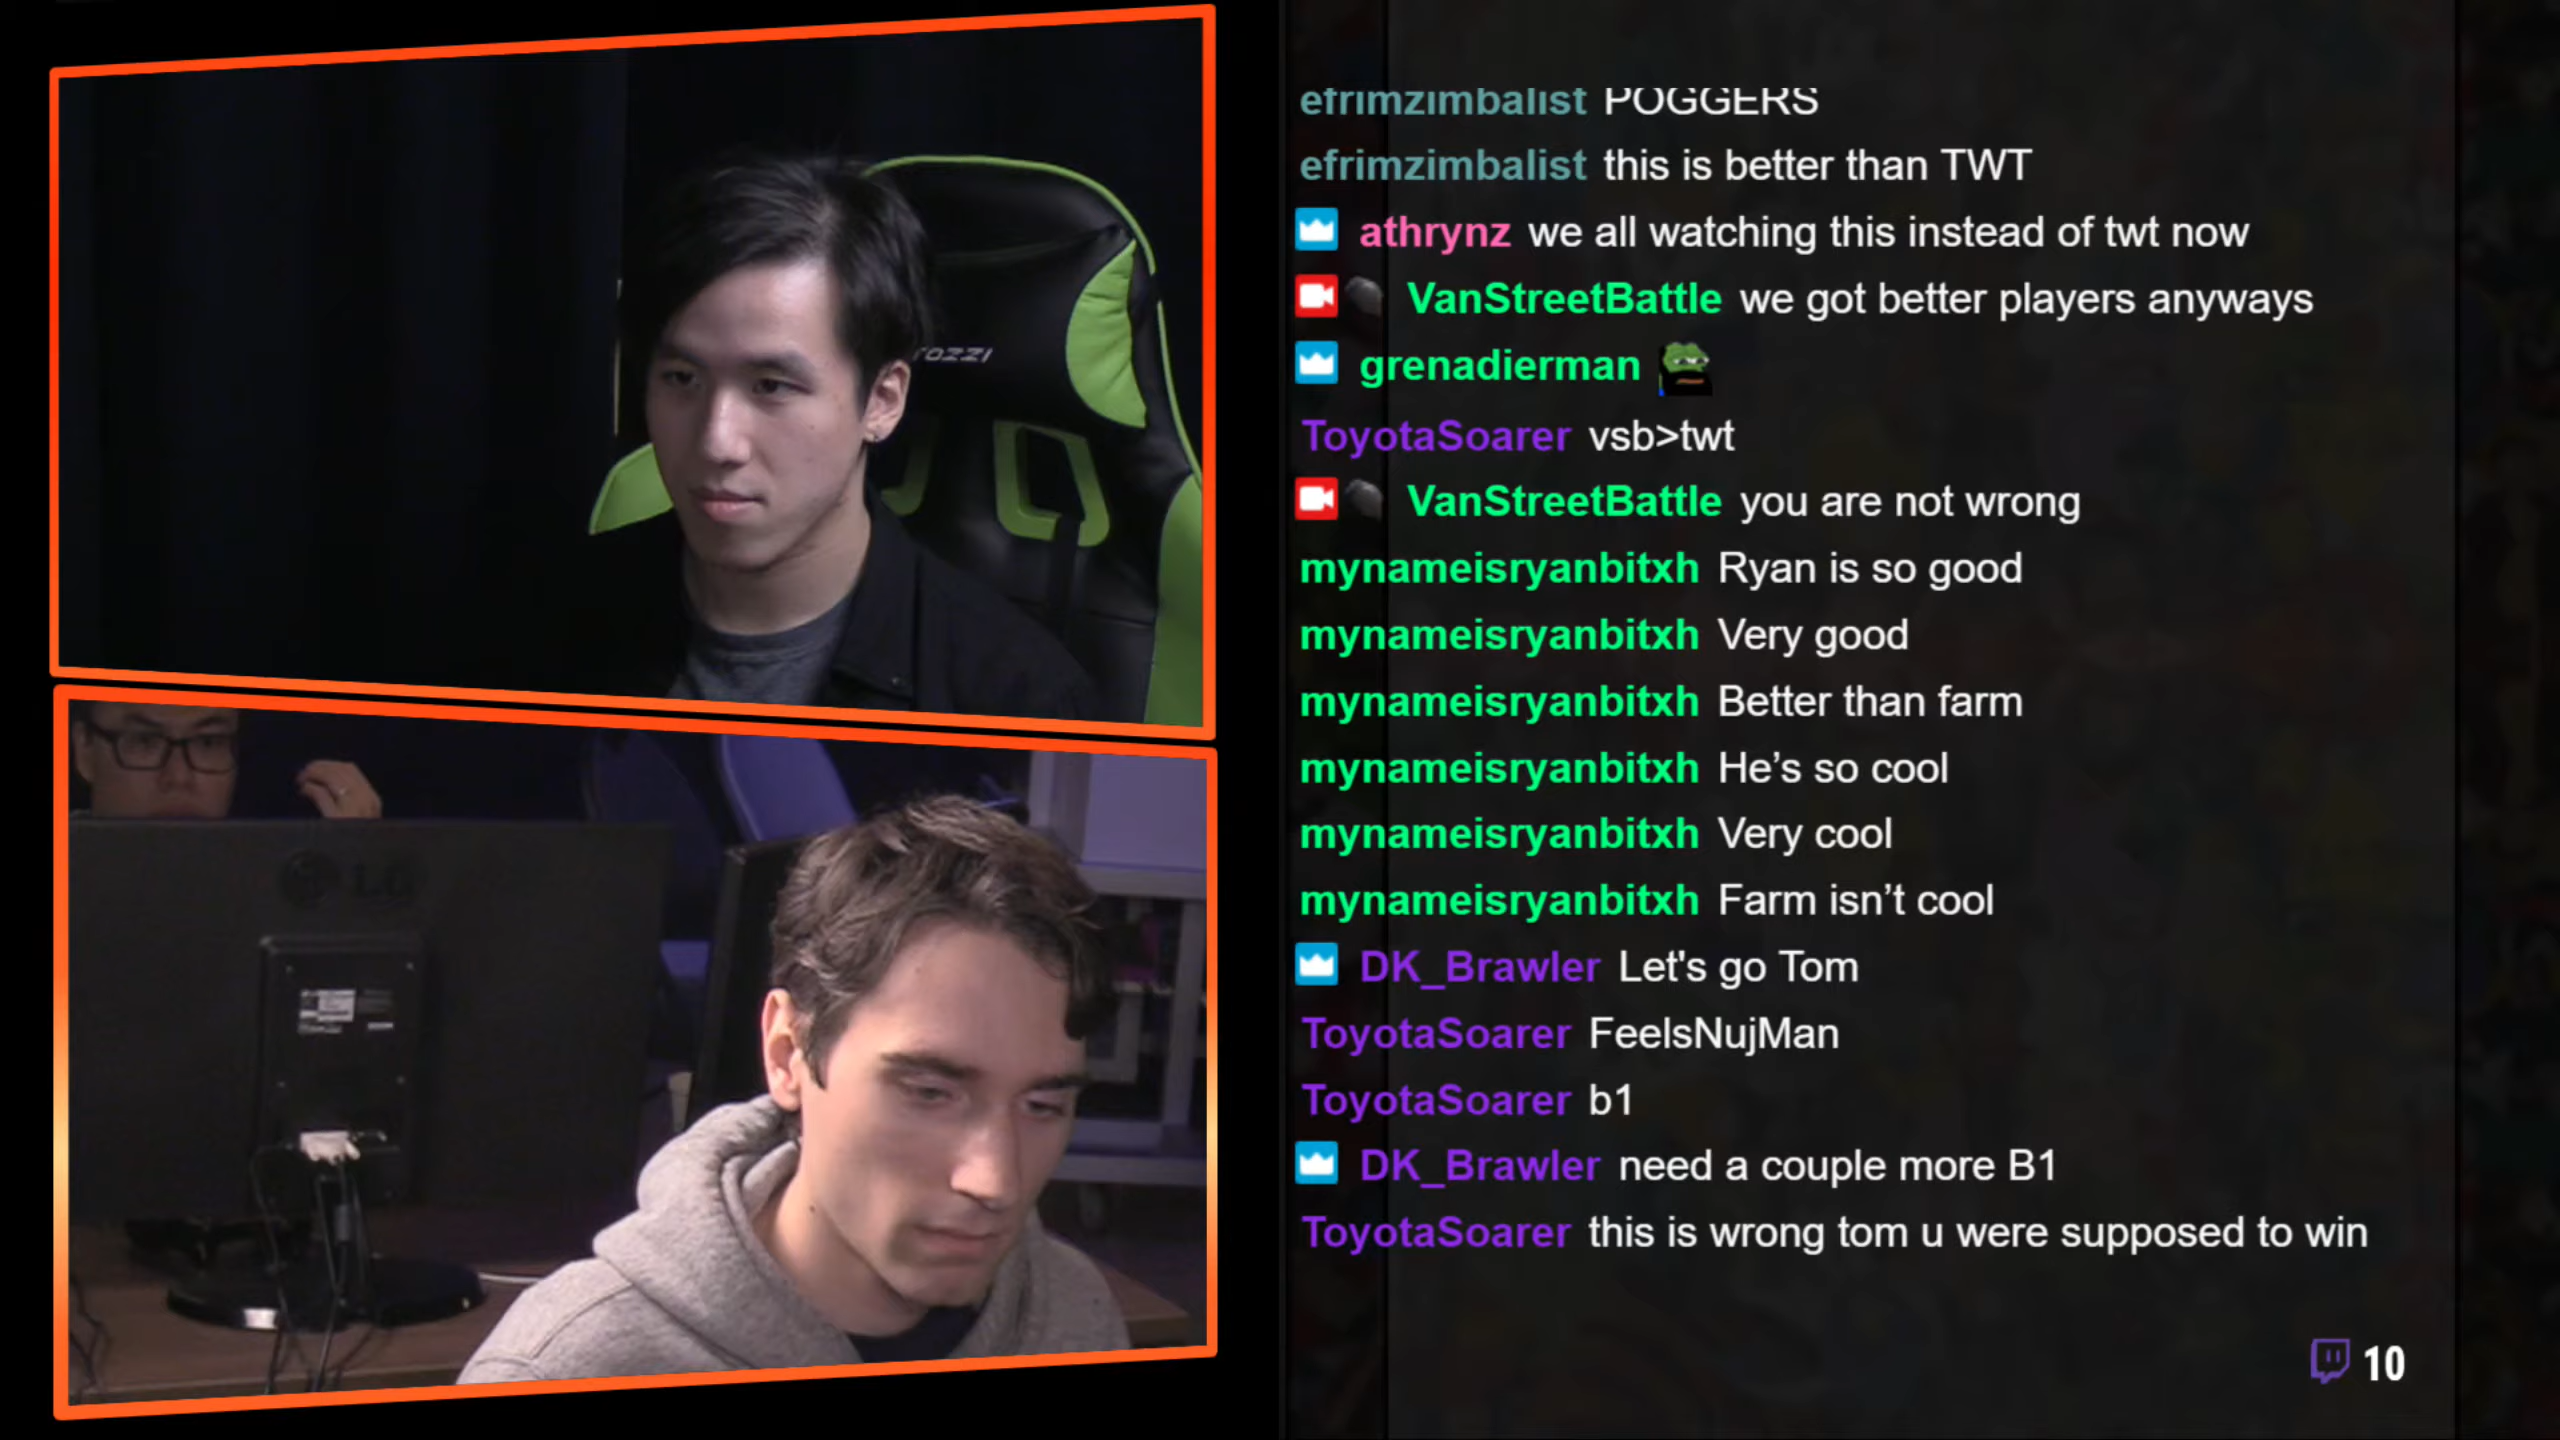 rozzi
LG
efrimzimbalist POGGERS
efrimzimbalist this is better than TWT
athrynz we all watching this instead of twt now
VanStreetBattle we got better players anyways
grenadierman
ToyotaSoarer vsb>twt
VanStreetBattle you are not wrong
mynameisryanbitxh Ryan is so good
mynameisryanbitxh Very good
mynameisryanbitxh Better than farm
mynameisryanbitxh He’s so cool
mynameisryanbitxh Very cool
mynameisryanbitxh Farm isn’t cool
DK_Brawler Let's go Tom
ToyotaSoarer FeelsNujMan
ToyotaSoarer b1
DK_Brawler need a couple more B1
ToyotaSoarer this is wrong tom u were supposed to win
10